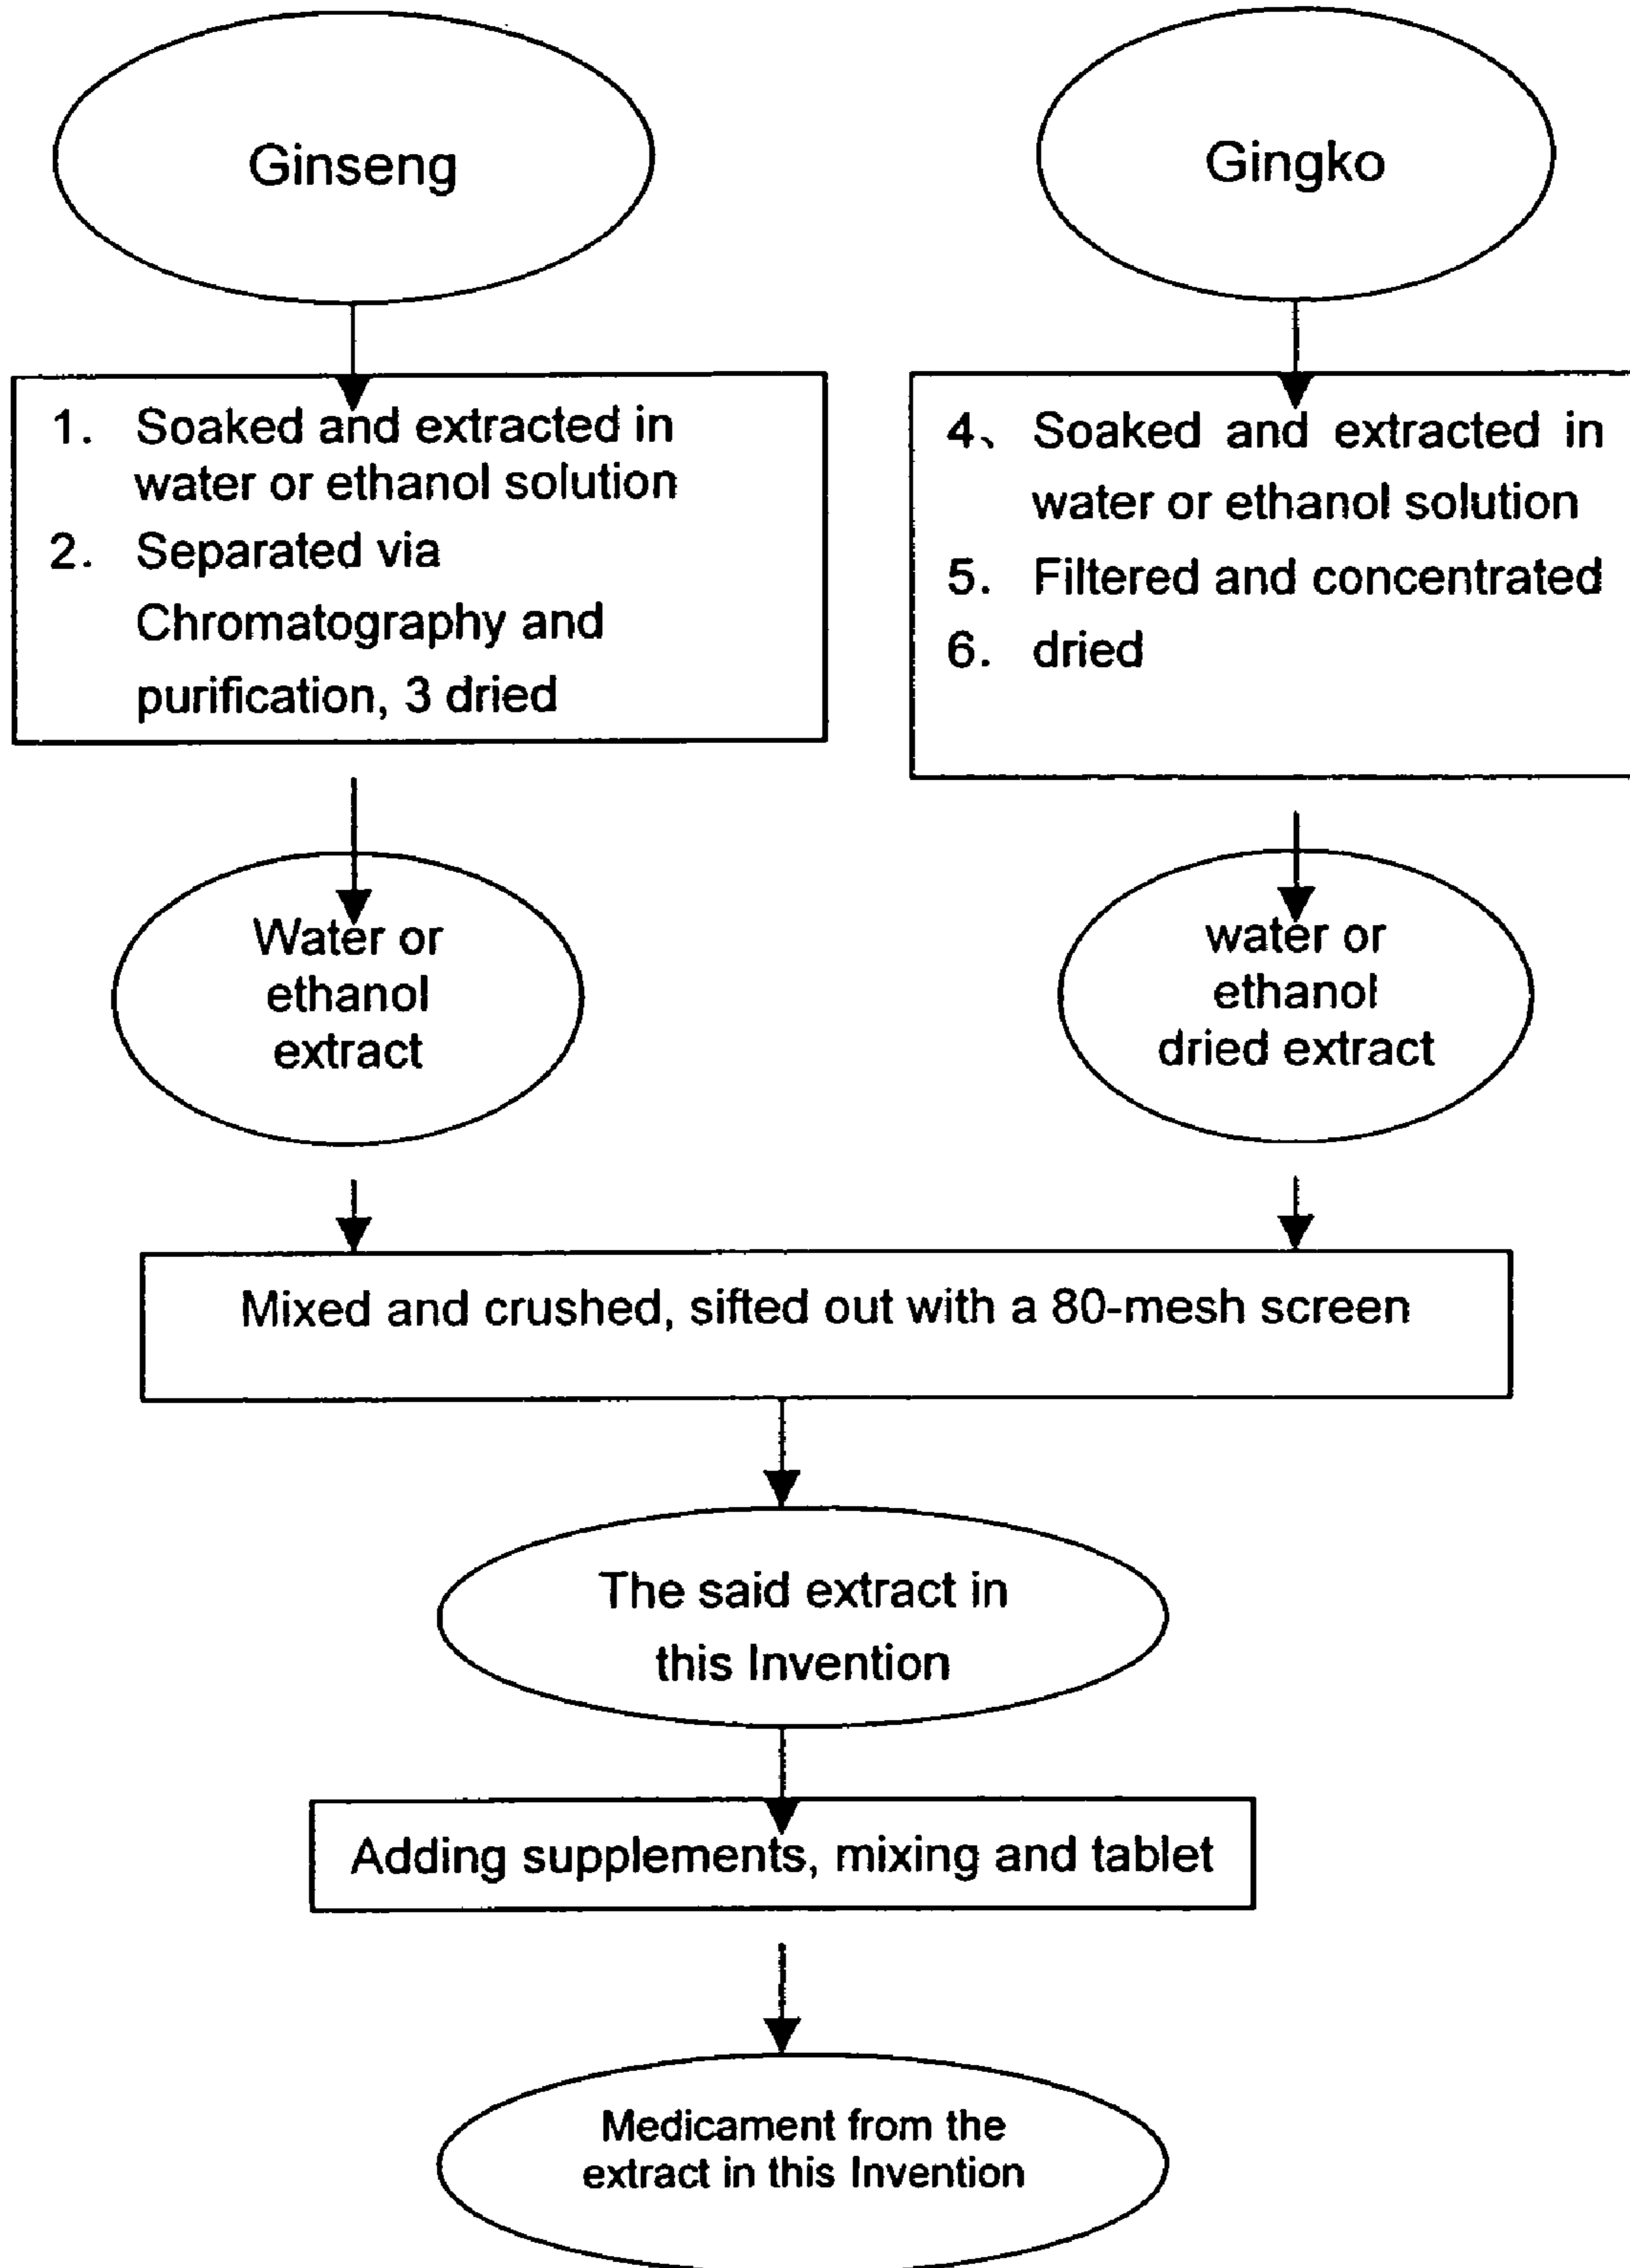 Ginseng
Gingko
1. Soaked and extracted in
water or ethanol solution
2. Separated via
Chromatography and
purification, 3 dried
4、 Soaked and extracted in
water or ethanol solution
5. Filtered and concentrated
6. dried
Water or
ethanol
extract
water or
ethanol
dried extract
Mixed and crushed, sifted out with a 80-mesh screen
The said extract in
this Invention
Adding supplements, mixing and tablet
Medicament from the
extract in this Invention